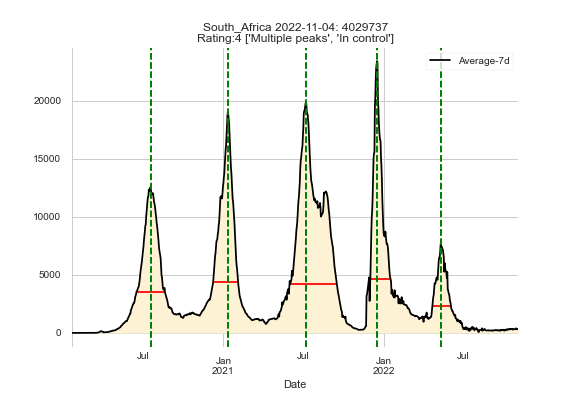 South_Africa 2022-11-04: 4029737
Rating:4 ['Multiple peaks', 'In control']
Average-7d
20000
15000
10000
5000
0
Jul
Jan
2021
Jul
Jan
2022
Jul
Date